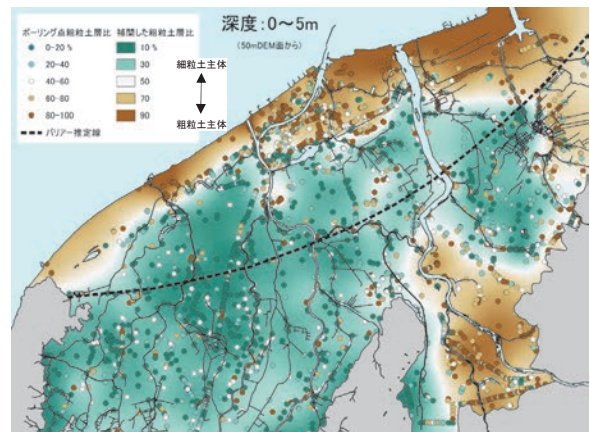 深度:0～5m
(50mDEM面から)
ボーリング点粗粒土層比
0-20 %
20-40
40-60
60-80
80-100
バリアー推定線
補間した粗粒土層比
10 %
30
50
70
90
細粒土主体
粗粒土主体